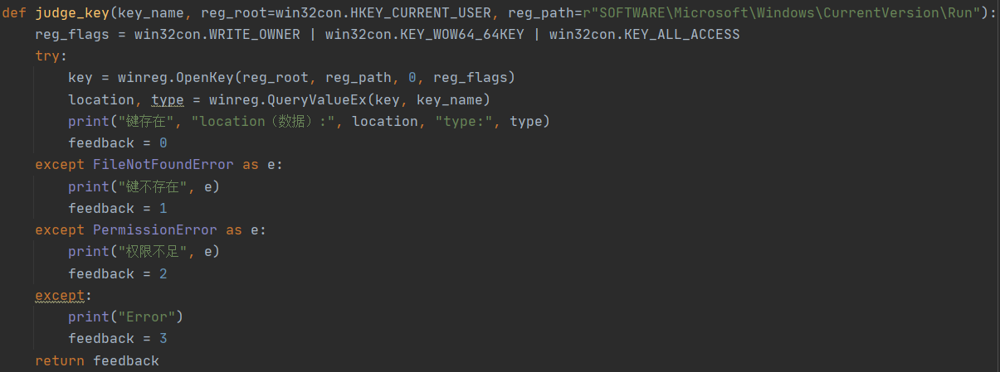 def judge_key(key_name, reg_root=win32con.HKEY_CURRENT_USER, reg_path=r"SOFTWARE\Microsoft\Windows\CurrentVersion\Run"):
    reg_flags = win32con.WRITE_OWNER | win32con.KEY_WOW64_64KEY | win32con.KEY_ALL_ACCESS
    try:
        key = winreg.OpenKey(reg_root, reg_path, 0, reg_flags)
        location, type = winreg.QueryValueEx(key, key_name)
        print("键存在", "location（数据）:", location, "type:", type)
        feedback = 0
    except FileNotFoundError as e:
        print("键不存在", e)
        feedback = 1
    except PermissionError as e:
        print("权限不足", e)
        feedback = 2
    except:
        print("Error")
        feedback = 3
    return feedback